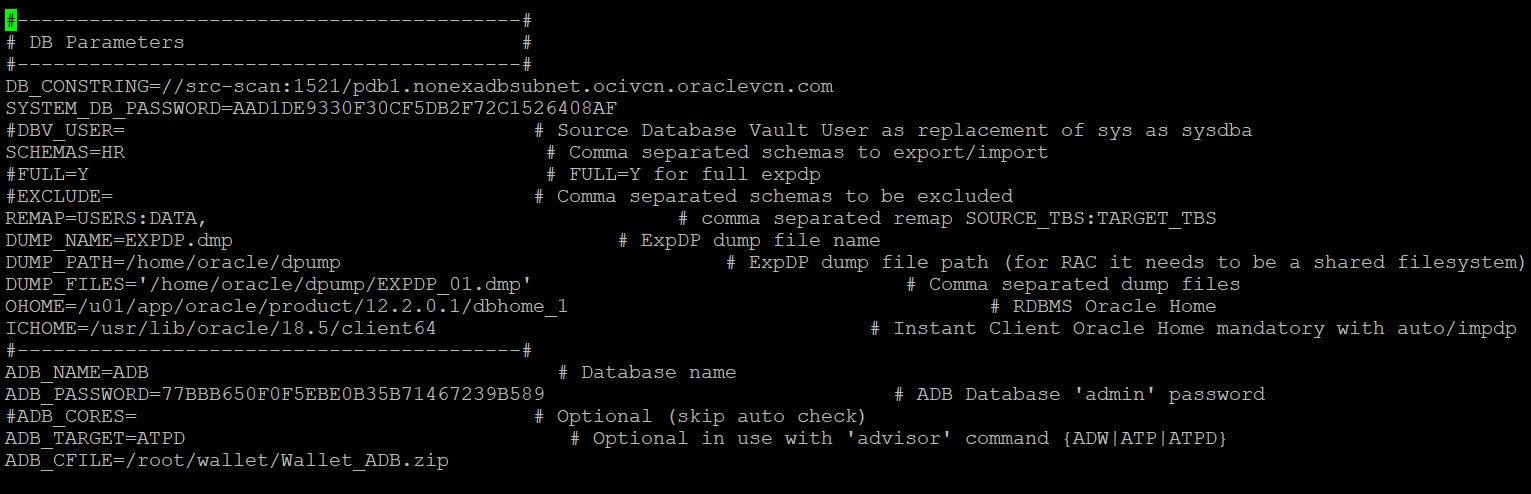 #------------------------------------------#
# DB Parameters                            #
#------------------------------------------#
DB_CONSTRING=//src-scan:1521/pdb1.nonexadbsubnet.ocivcn.oraclevcn.com
SYSTEM_DB_PASSWORD=AAD1DE9330F30CF5DB2F72C1526408AF
#DBV_USER= # Source Database Vault User as replacement of sys as sysdba
SCHEMAS=HR # Comma separated schemas to export/import
#FULL=Y # FULL=Y for full expdp
#EXCLUDE= # Comma separated schemas to be excluded
REMAP=USERS:DATA, # comma separated remap SOURCE_TBS:TARGET_TBS
DUMP_NAME=EXPDP.dmp # ExpDP dump file name
DUMP_PATH=/home/oracle/dpump # ExpDP dump file path (for RAC it needs to be a shared filesystem)
DUMP_FILES='/home/oracle/dpump/EXPDP_01.dmp' # Comma separated dump files
OHOME=/u01/app/oracle/product/12.2.0.1/dbhome_1 # RDBMS Oracle Home
ICHOME=/usr/lib/oracle/18.5/client64 # Instant Client Oracle Home mandatory with auto/impdp
#------------------------------------------#
ADB_NAME=ADB # Database name
ADB_PASSWORD=77BBB650F0F5EBE0B35B71467239B589 # ADB Database 'admin' password
#ADB_CORES= # Optional (skip auto check)
ADB_TARGET=ATPD # Optional in use with 'advisor' command {ADW|ATP|ATPD}
ADB_CFILE=/root/wallet/Wallet_ADB.zip